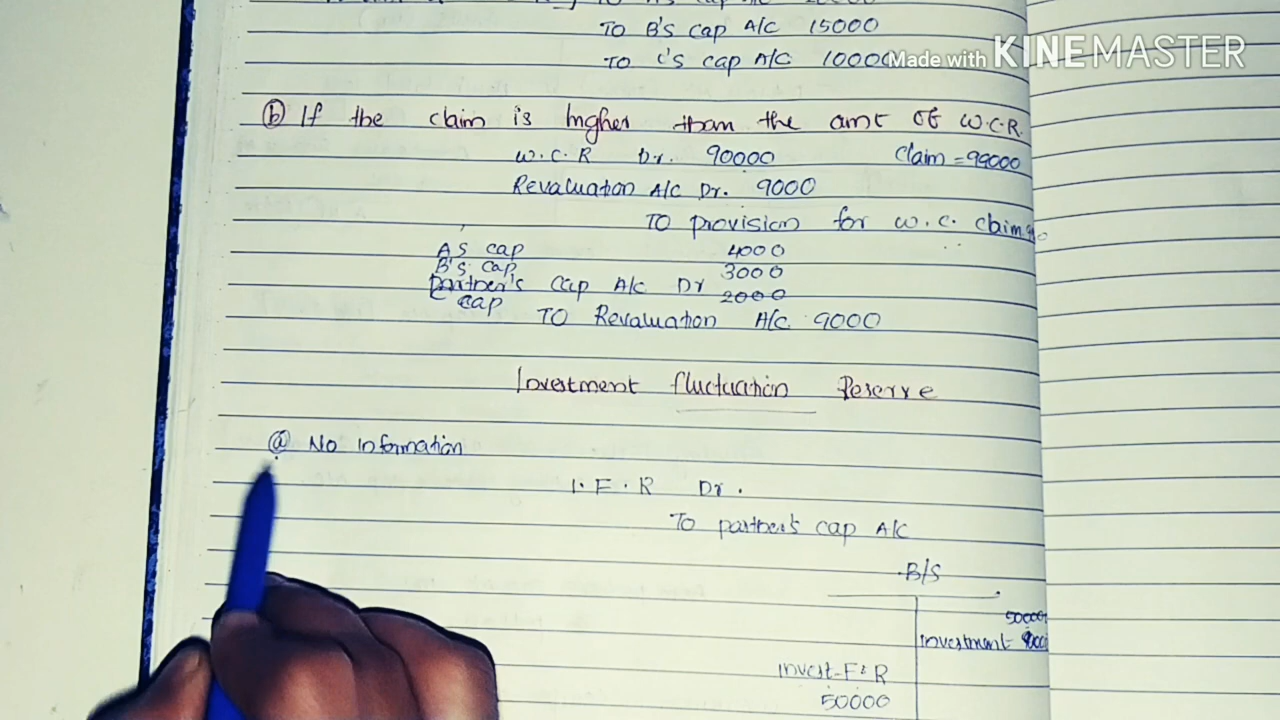 To B's cap A/C 15000
To C's cap A/C 10000
Made with KINEMASTER
(b) If the claim is higher than the amt of W.C.R.
W.C.R Dr. 90000 Claim = 99000
Revaluation A/C Dr. 9000
To provision for w.c. claim
A's cap 4000
B's cap 3000
Partner's cap A/C Dr 2000
C cap
To Revaluation A/C 9000
Investment fluctuation Reserve
(a) No information
I.F.R Dr.
To partner's cap A/C
B/S
50000
Investment
Invest-F R
50000